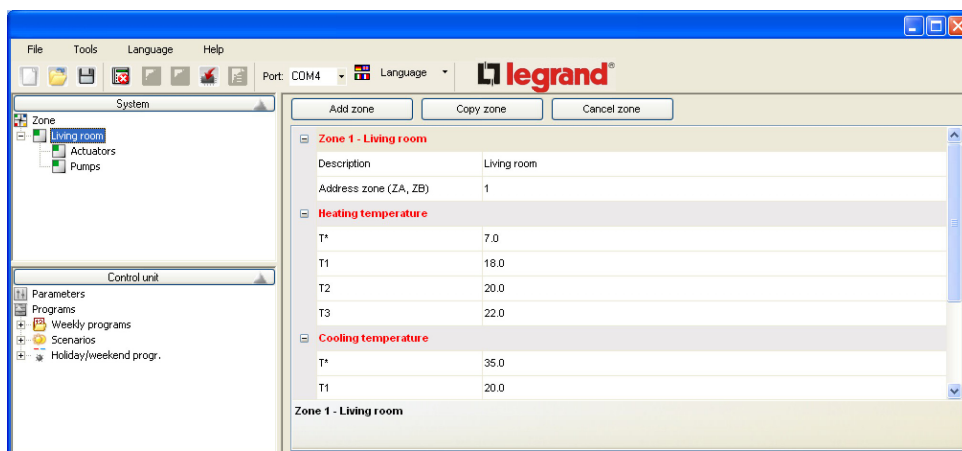 File Tools Language Help
Port: COM4 Language legrand®
System
Zone
Living room
Actuators
Pumps
Control unit
Parameters
Programs
Weekly programs
Scenarios
Holiday/weekend progr.
Add zone Copy zone Cancel zone
Zone 1 - Living room
Description Living room
Address zone (ZA, ZB) 1
Heating temperature
T* 7.0
T1 18.0
T2 20.0
T3 22.0
Cooling temperature
T* 35.0
T1 20.0
Zone 1 - Living room